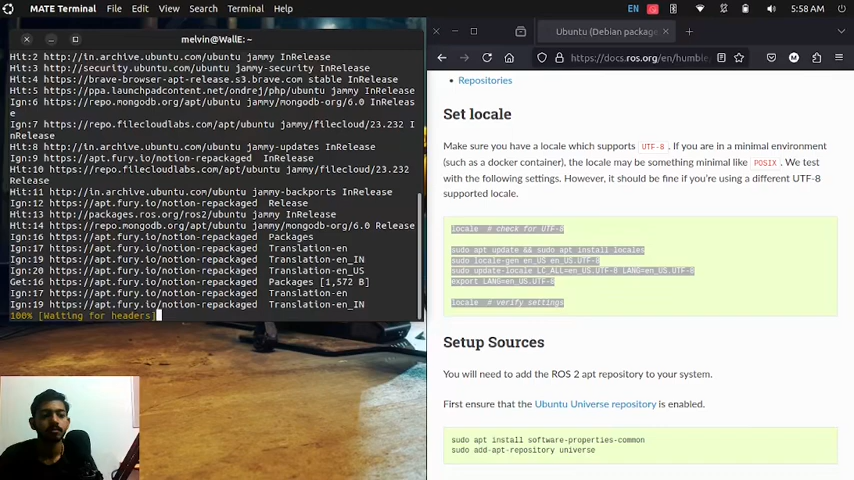 MATE Terminal File Edit View Search Terminal Help EN 5:58 AM
melvin@WallE: ~
Hit:2 http://in.archive.ubuntu.com/ubuntu jammy InRelease
Hit:3 http://security.ubuntu.com/ubuntu jammy-security InRelease
Hit:4 https://brave-browser-apt-release.s3.brave.com stable InRelease
Hit:5 https://ppa.launchpadcontent.net/ondrej/php/ubuntu jammy InRelease
Ign:6 https://repo.mongodb.org/apt/ubuntu jammy/mongodb-org/6.0 InReleas
e
Ign:7 https://repo.filecloudlabs.com/apt/ubuntu jammy/filecloud/23.232 I
nRelease
Hit:8 http://in.archive.ubuntu.com/ubuntu jammy-updates InRelease
Ign:9 https://apt.fury.io/notion-repackaged InRelease
Hit:10 https://repo.filecloudlabs.com/apt/ubuntu jammy/filecloud/23.232
Release
Hit:11 http://in.archive.ubuntu.com/ubuntu jammy-backports InRelease
Ign:12 https://apt.fury.io/notion-repackaged Release
Hit:13 http://packages.ros.org/ros2/ubuntu jammy InRelease
Hit:14 https://repo.mongodb.org/apt/ubuntu jammy/mongodb-org/6.0 Release
Ign:16 https://apt.fury.io/notion-repackaged Packages
Ign:17 https://apt.fury.io/notion-repackaged Translation-en
Ign:19 https://apt.fury.io/notion-repackaged Translation-en_IN
Ign:20 https://apt.fury.io/notion-repackaged Translation-en_US
Get:16 https://apt.fury.io/notion-repackaged Packages [1,572 B]
Ign:17 https://apt.fury.io/notion-repackaged Translation-en
Ign:19 https://apt.fury.io/notion-repackaged Translation-en_IN
100% [Waiting for headers]
Ubuntu (Debian package
https://docs.ros.org/en/humble
Repositories
Set locale
Make sure you have a locale which supports UTF-8 . If you are in a minimal environment
(such as a docker container), the locale may be something minimal like POSIX . We test
with the following settings. However, it should be fine if you're using a different UTF-8
supported locale.
locale # check for UTF-8
sudo apt update && sudo apt install locales
sudo locale-gen en_US en_US.UTF-8
sudo update-locale LC_ALL=en_US.UTF-8 LANG=en_US.UTF-8
export LANG=en_US.UTF-8
locale # verify settings
Setup Sources
You will need to add the ROS 2 apt repository to your system.
First ensure that the Ubuntu Universe repository is enabled.
sudo apt install software-properties-common
sudo add-apt-repository universe